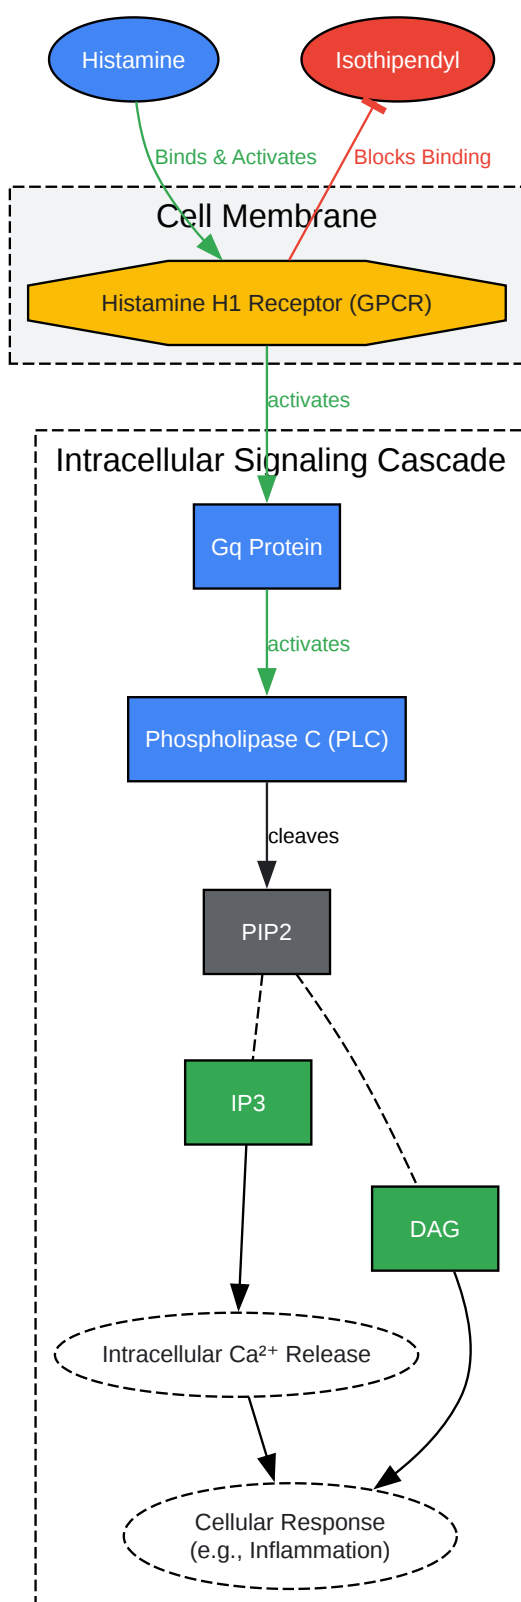 Histamine
Isothipendyl
Binds & Activates
Blocks Binding
Cell Membrane
Histamine H1 Receptor (GPCR)
activates
Intracellular Signaling Cascade
Gq Protein
activates
Phospholipase C (PLC)
cleaves
PIP2
IP3
DAG
Intracellular Ca²⁺ Release
Cellular Response
(e.g., Inflammation)